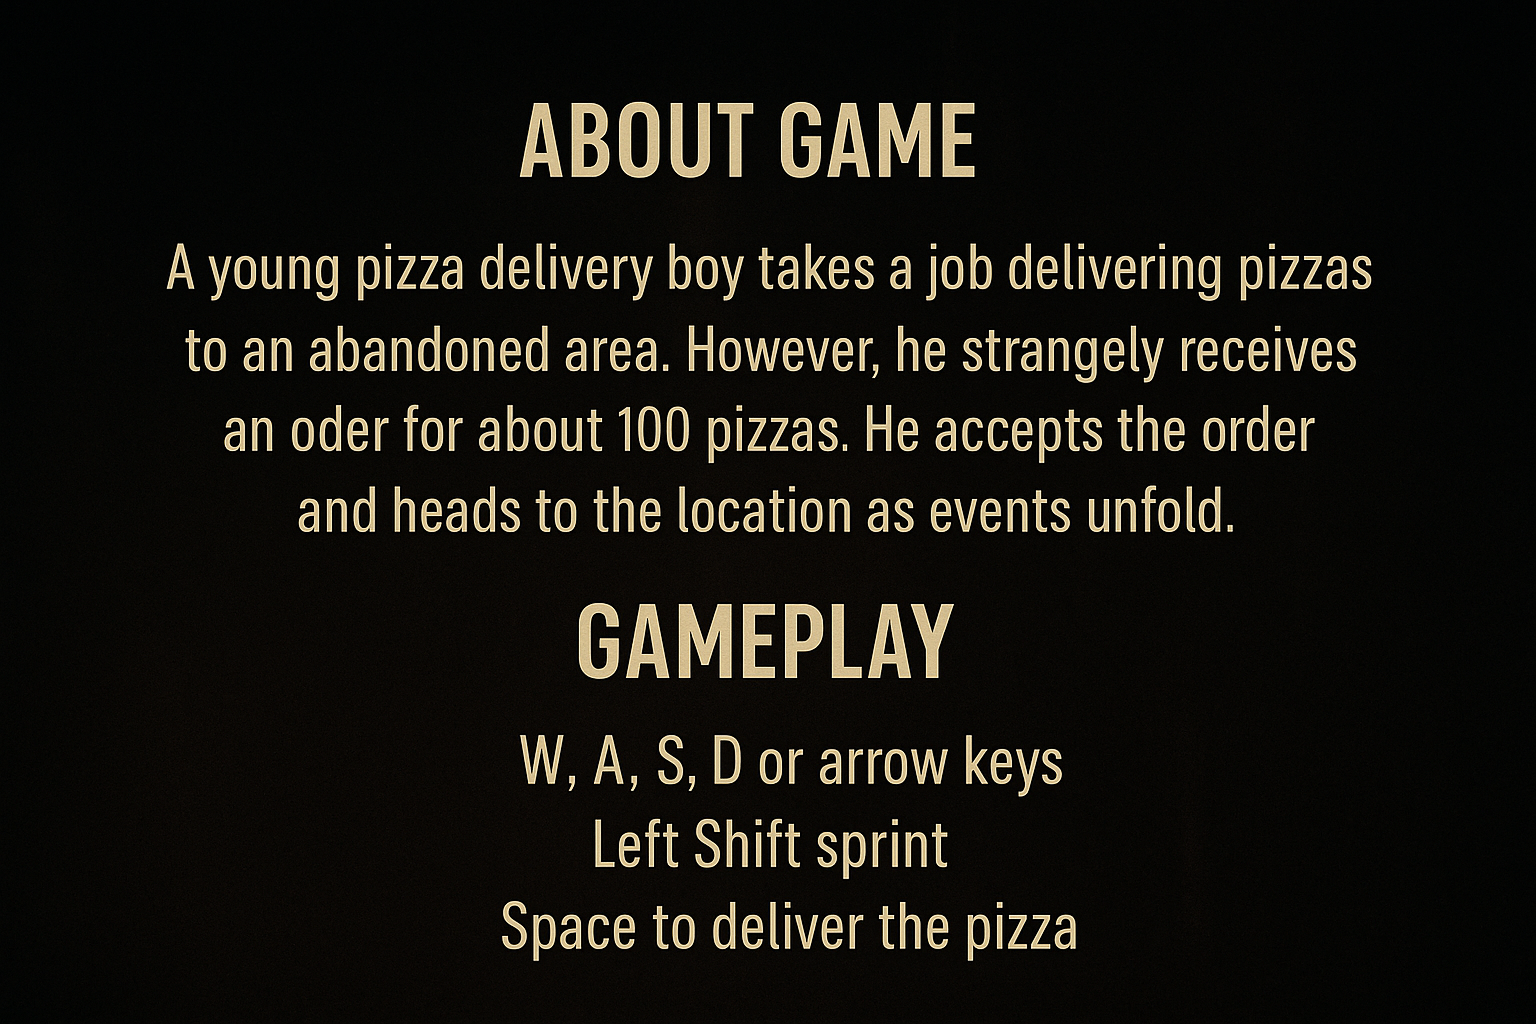 ABOUT GAME
A young pizza delivery boy takes a job delivering pizzas
to an abandoned area. However, he strangely receives
an oder for about 100 pizzas. He accepts the order
and heads to the location as events unfold.
GAMEPLAY
W, A, S, D or arrow keys
Left Shift sprint
Space to deliver the pizza